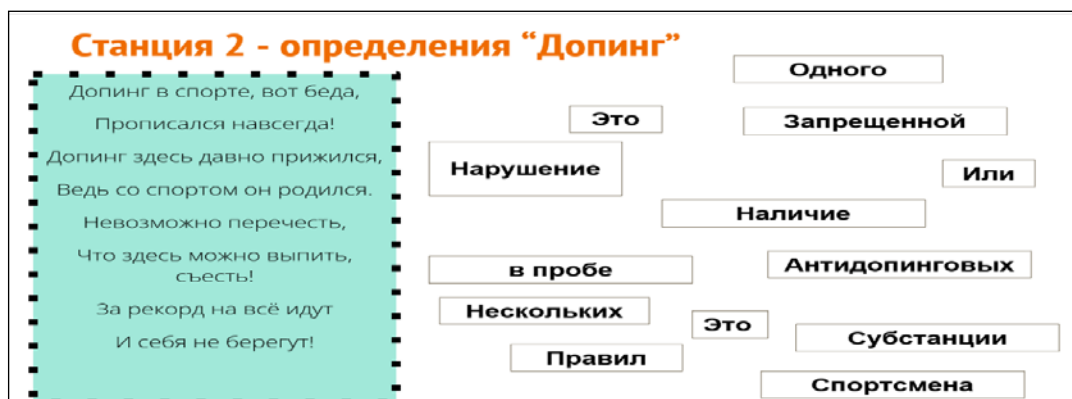 Станция 2 - определения “Допинг”
Допинг в спорте, вот беда,
Прописался навсегда!
Допинг здесь давно прижился,
Ведь со спортом он родился.
Невозможно перечесть,
Что здесь можно выпить,
съесть!
За рекорд на всё идут
И себя не берегут!
Одного
Это
Запрещенной
Нарушение
Или
Наличие
в пробе
Антидопинговых
Нескольких
Это
Субстанции
Правил
Спортсмена